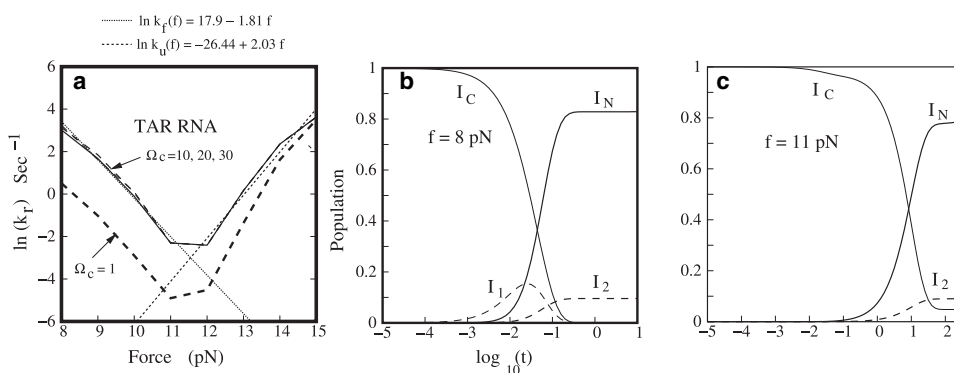 ln k_f(f) = 17.9 − 1.81 f
ln k_u(f) = −26.44 + 2.03 f
a
TAR RNA
Ω_c = 10, 20, 30
Ω_c = 1
ln (k_r) Sec^−1
6
4
2
0
−2
−4
−6
8 9 10 11 12 13 14 15
Force (pN)
b
I_C
I_N
f = 8 pN
I_1
I_2
Population
1
0.8
0.6
0.4
0.2
0
−5 −4 −3 −2 −1 0 1
log_10(t)
c
I_C
I_N
f = 11 pN
I_2
1
0.8
0.6
0.4
0.2
0
−5 −4 −3 −2 −1 0 1 2